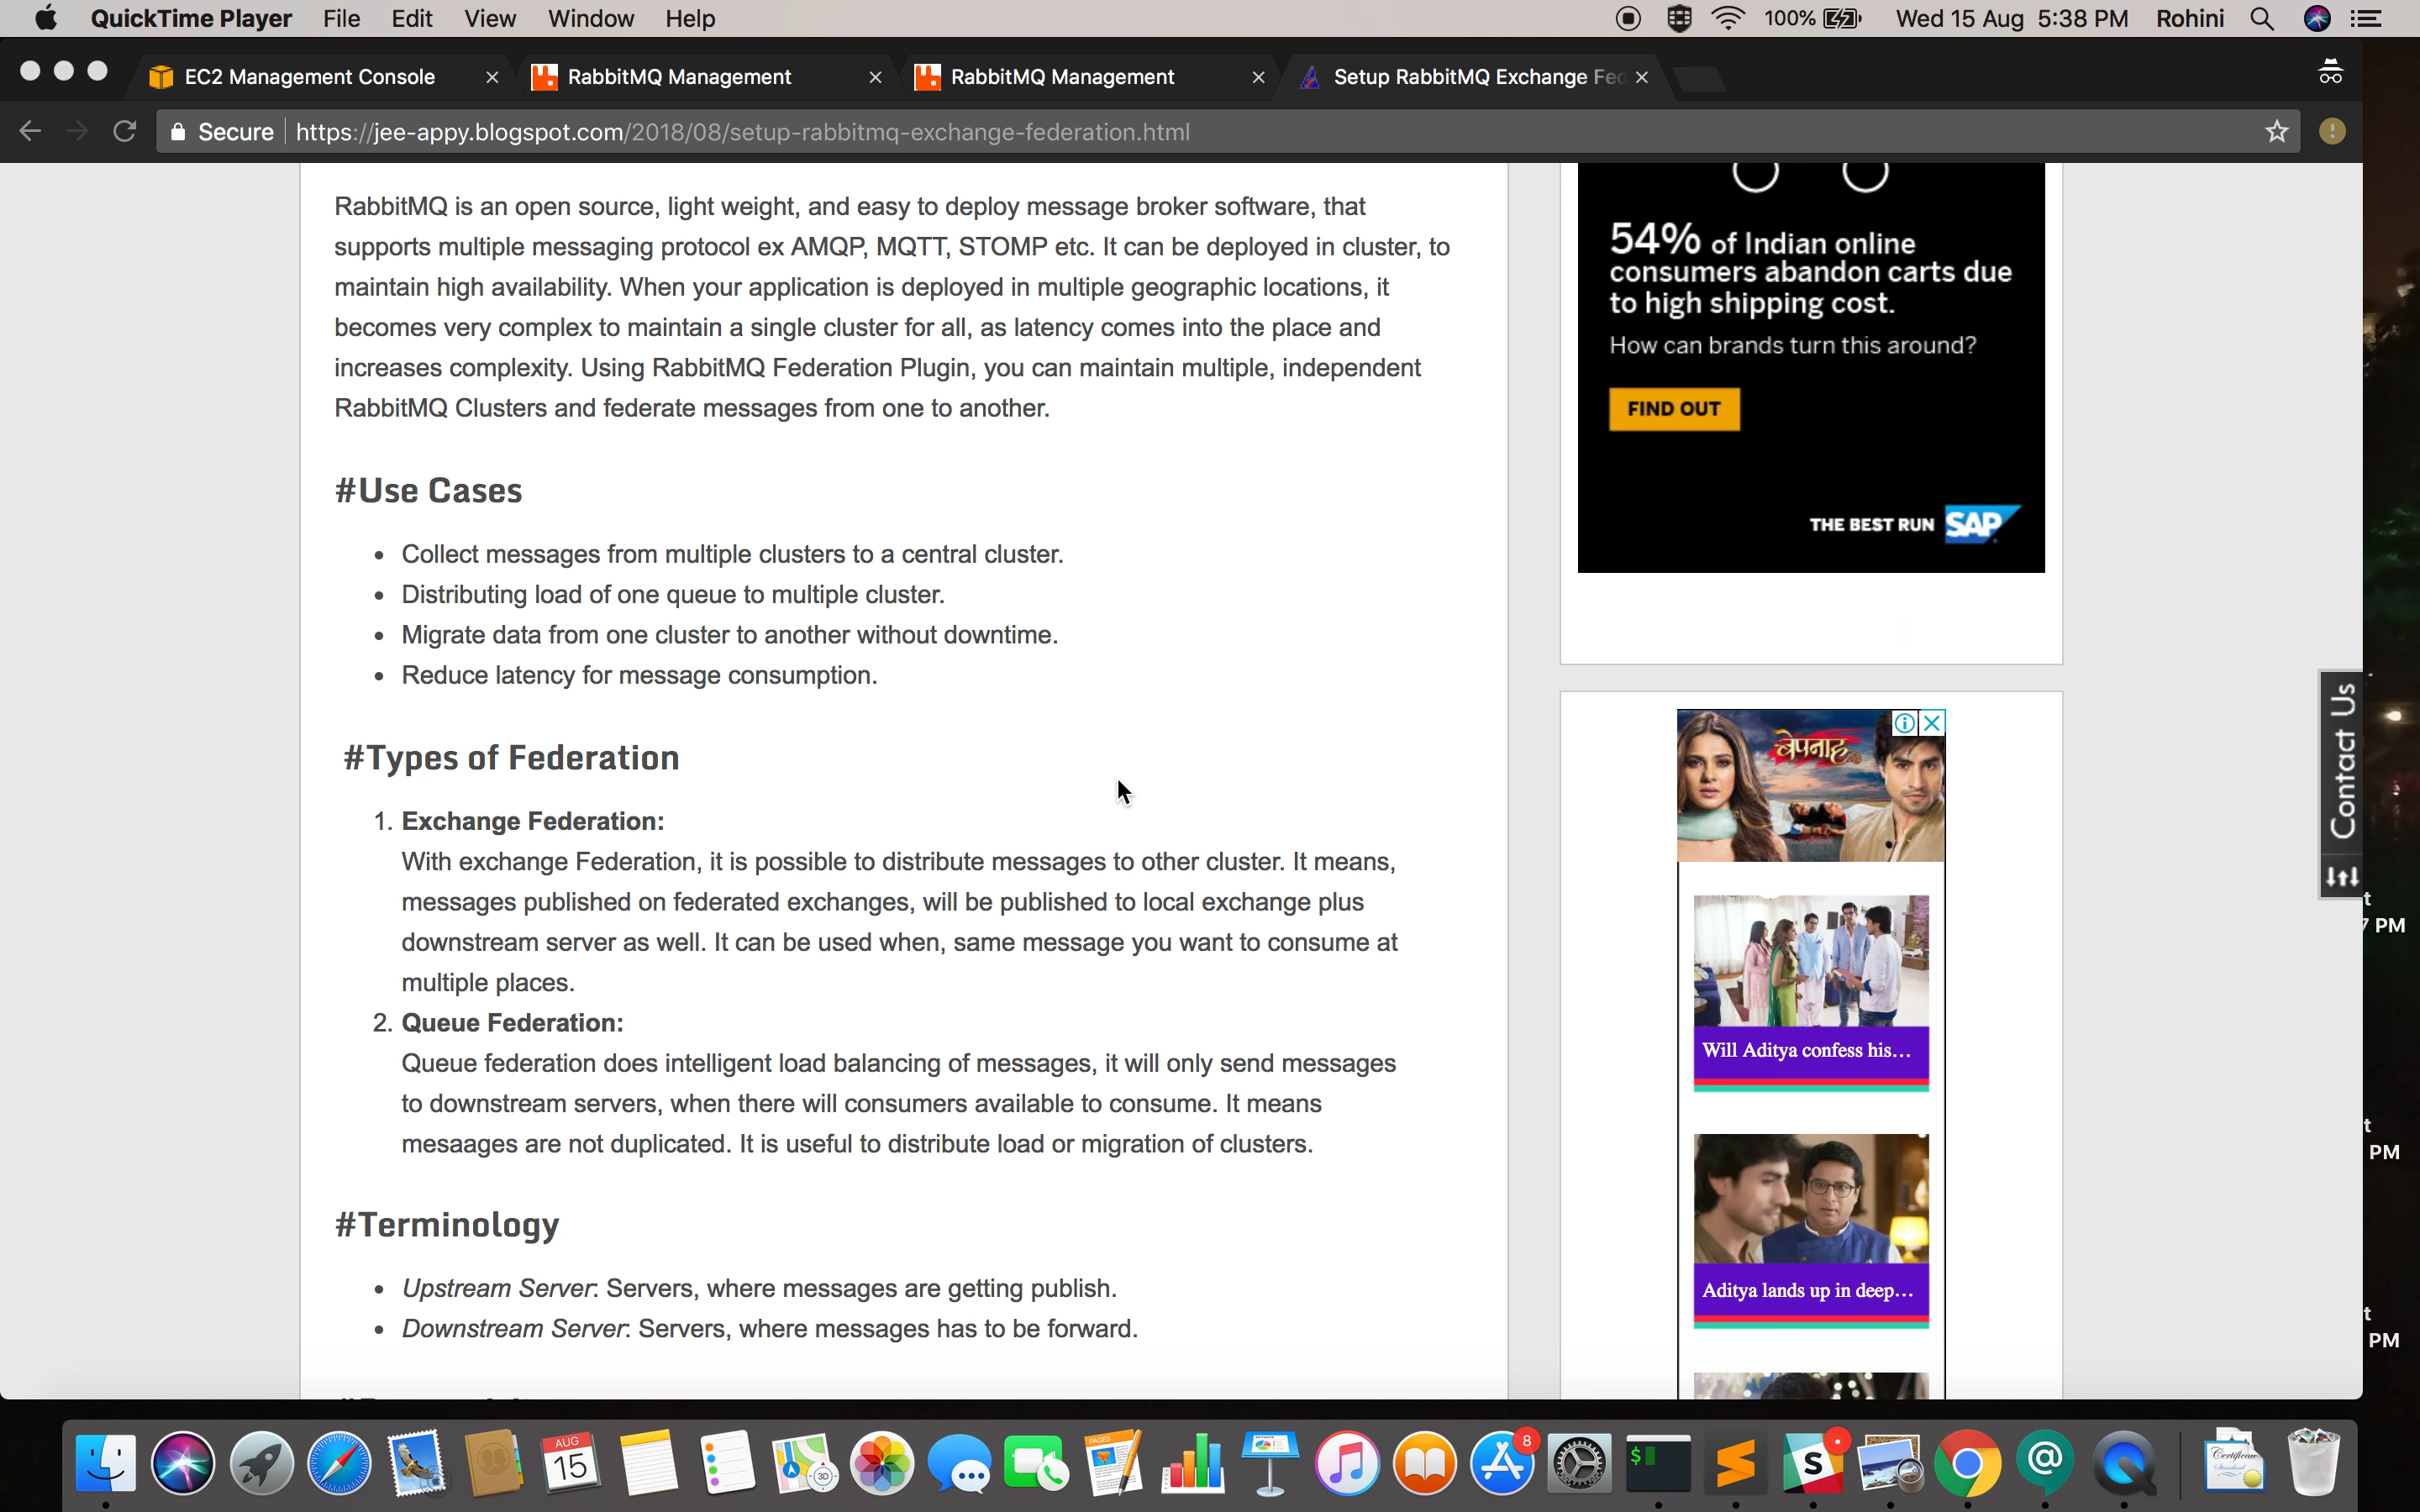 QuickTime Player File Edit View Window Help 100% Wed 15 Aug 5:38 PM Rohini
EC2 Management Console
RabbitMQ Management
RabbitMQ Management
Setup RabbitMQ Exchange Fed
Secure https://jee-appy.blogspot.com/2018/08/setup-rabbitmq-exchange-federation.html
RabbitMQ is an open source, light weight, and easy to deploy message broker software, that
supports multiple messaging protocol ex AMQP, MQTT, STOMP etc. It can be deployed in cluster, to
maintain high availability. When your application is deployed in multiple geographic locations, it
becomes very complex to maintain a single cluster for all, as latency comes into the place and
increases complexity. Using RabbitMQ Federation Plugin, you can maintain multiple, independent
RabbitMQ Clusters and federate messages from one to another.
#Use Cases
• Collect messages from multiple clusters to a central cluster.
• Distributing load of one queue to multiple cluster.
• Migrate data from one cluster to another without downtime.
• Reduce latency for message consumption.
#Types of Federation
1. Exchange Federation:
With exchange Federation, it is possible to distribute messages to other cluster. It means,
messages published on federated exchanges, will be published to local exchange plus
downstream server as well. It can be used when, same message you want to consume at
multiple places.
2. Queue Federation:
Queue federation does intelligent load balancing of messages, it will only send messages
to downstream servers, when there will consumers available to consume. It means
mesaages are not duplicated. It is useful to distribute load or migration of clusters.
#Terminology
• Upstream Server: Servers, where messages are getting publish.
• Downstream Server: Servers, where messages has to be forward.
54% of Indian online
consumers abandon carts due
to high shipping cost.
How can brands turn this around?
FIND OUT
THE BEST RUN SAP
बेपनाह
Will Aditya confess his...
Aditya lands up in deep...
Contact Us
t
7 PM
t
PM
t
PM
AUG
15
3D
PAGES
8
$
S
@